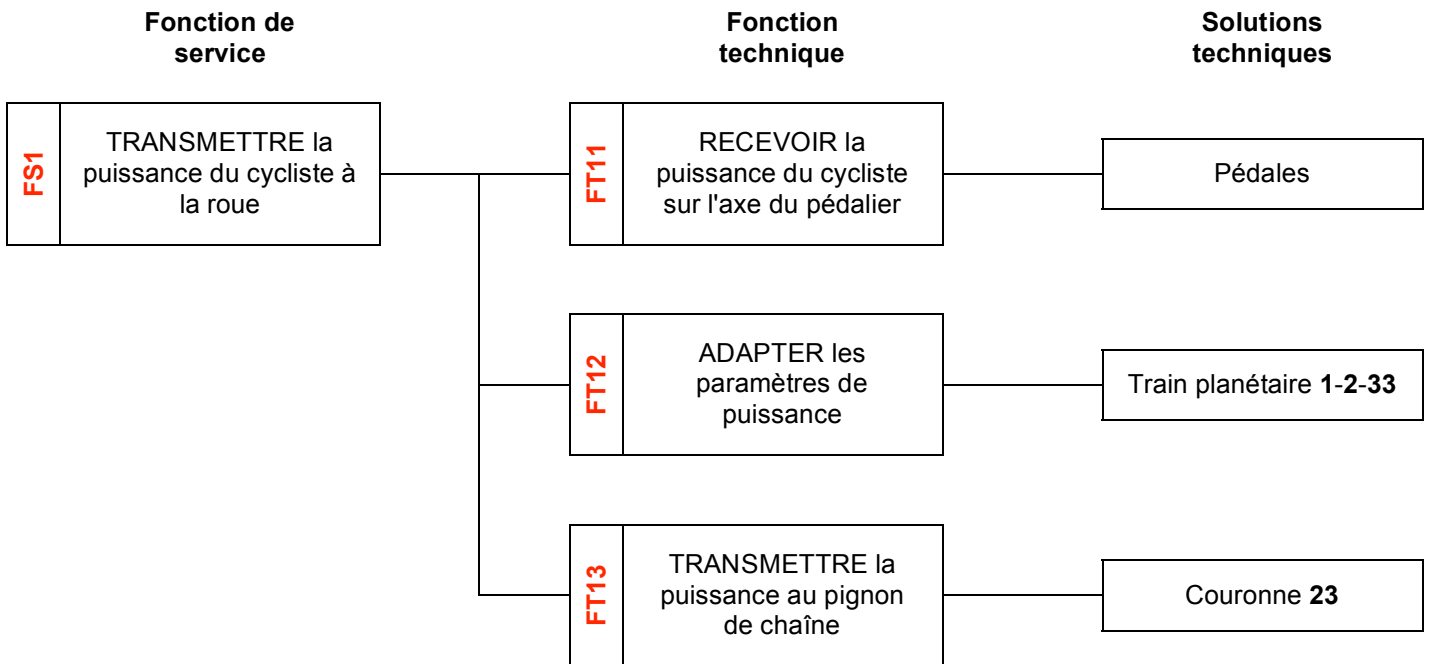 Fonction de
service
Fonction
technique
Solutions
techniques
FS1
TRANSMETTRE la
puissance du cycliste à
la roue
FT11
RECEVOIR la
puissance du cycliste
sur l'axe du pédalier
Pédales
FT12
ADAPTER les
paramètres de
puissance
Train planétaire 1-2-33
FT13
TRANSMETTRE la
puissance au pignon
de chaîne
Couronne 23